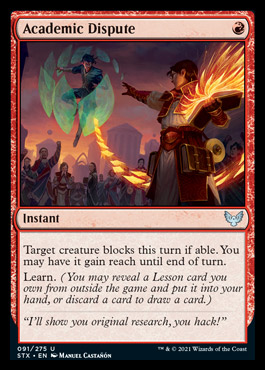 Academic Dispute
Instant
Target creature blocks this turn if able. You
may have it gain reach until end of turn.
Learn. (You may reveal a Lesson card you
own from outside the game and put it into your
hand, or discard a card to draw a card.)
"I'll show you original research, you hack!"
091/275 U
STX • EN Manuel Castañón
™ & © 2021 Wizards of the Coast